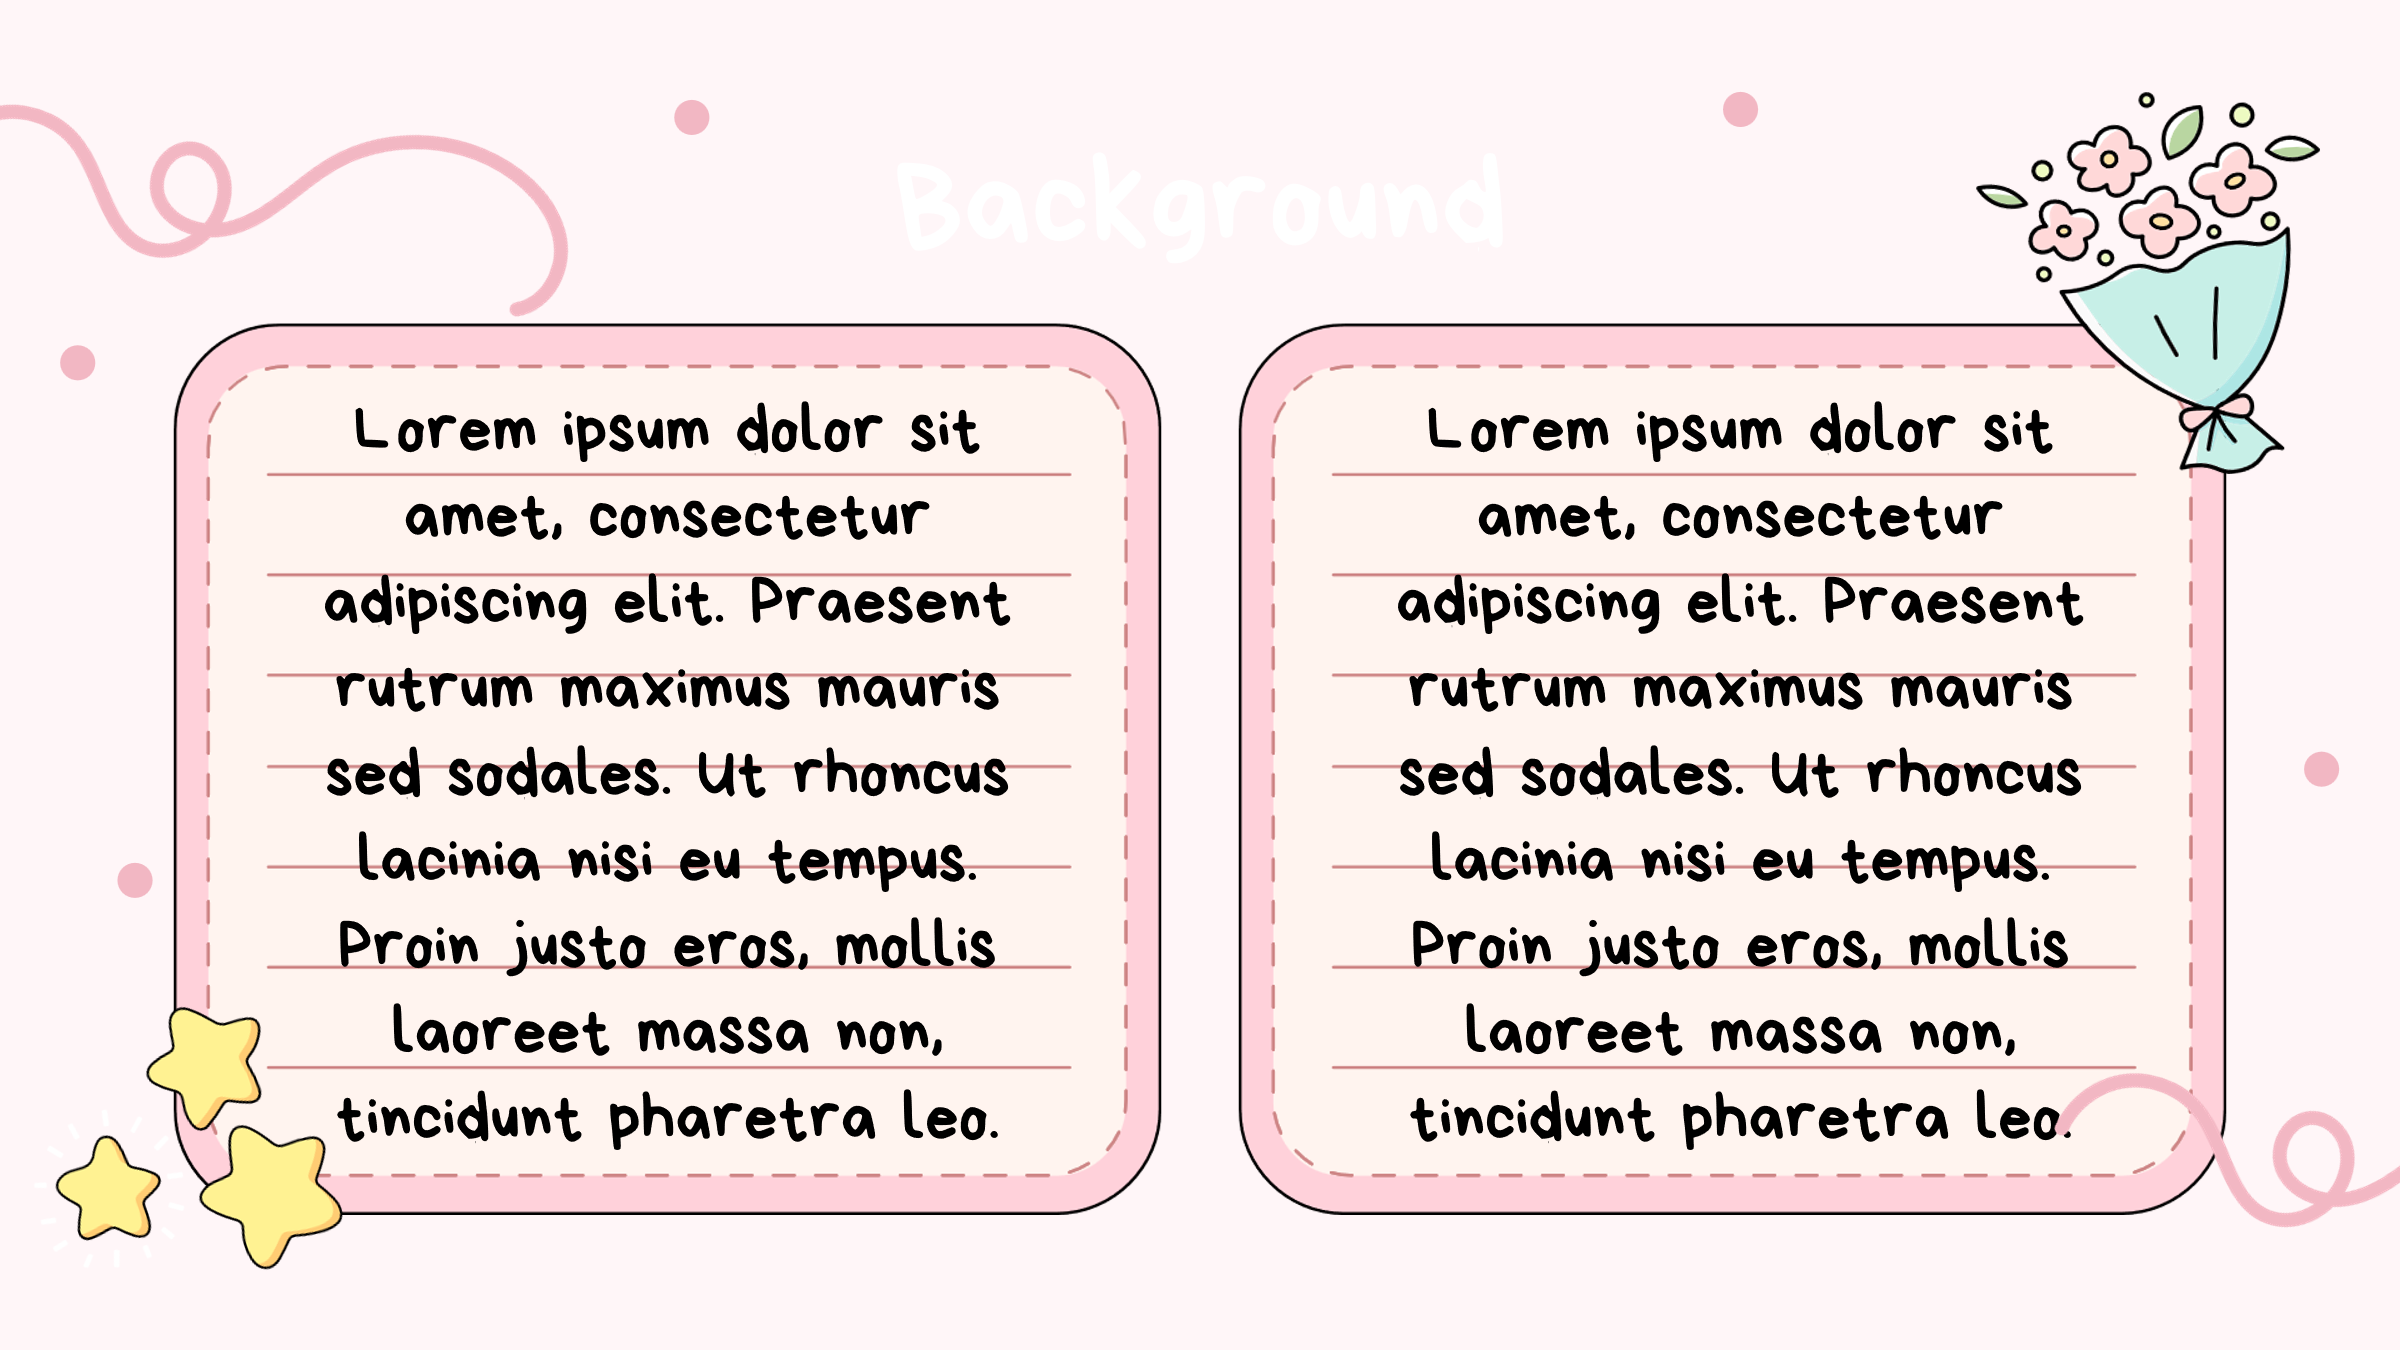 Background
Lorem ipsum dolor sit
amet, consectetur
adipiscing elit. Praesent
rutrum maximus mauris
sed sodales. Ut rhoncus
lacinia nisi eu tempus.
Proin justo eros, mollis
laoreet massa non,
tincidunt pharetra leo.
Lorem ipsum dolor sit
amet, consectetur
adipiscing elit. Praesent
rutrum maximus mauris
sed sodales. Ut rhoncus
lacinia nisi eu tempus.
Proin justo eros, mollis
laoreet massa non,
tincidunt pharetra leo.